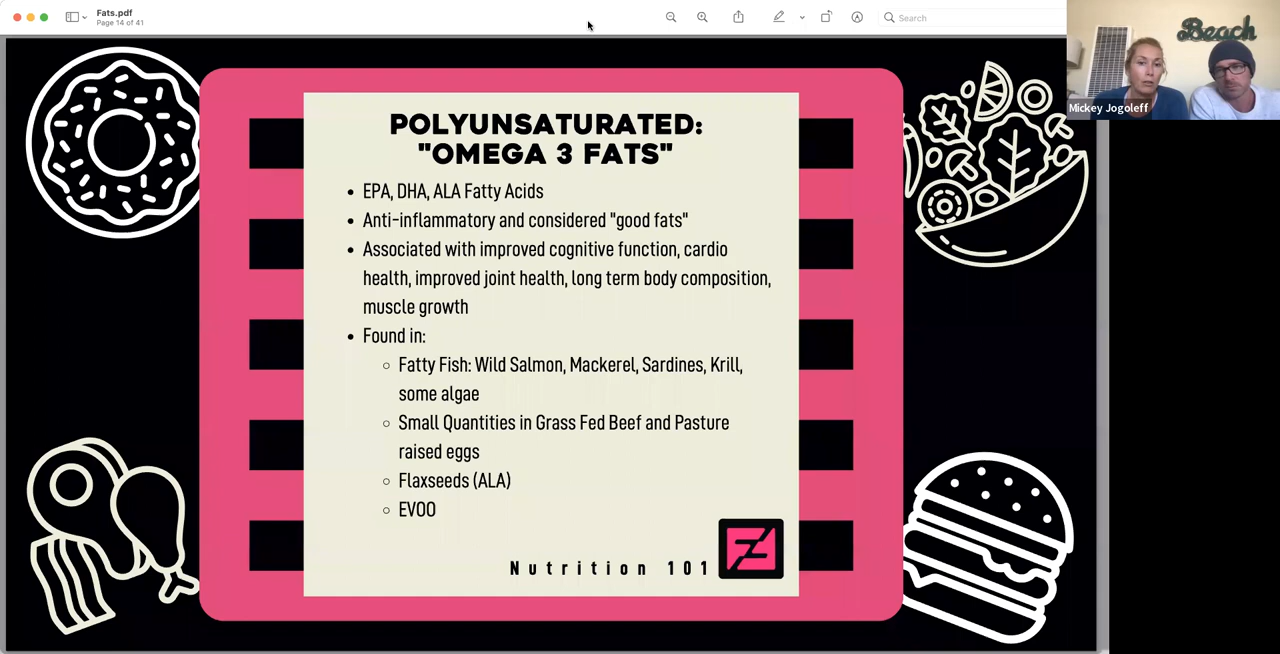 Fats.pdf
Page 14 of 41
Search
Beach
Mickey Jogoleff
POLYUNSATURATED:
"OMEGA 3 FATS"
• EPA, DHA, ALA Fatty Acids
• Anti-inflammatory and considered "good fats"
• Associated with improved cognitive function, cardio
health, improved joint health, long term body composition,
muscle growth
• Found in:
◦ Fatty Fish: Wild Salmon, Mackerel, Sardines, Krill,
some algae
◦ Small Quantities in Grass Fed Beef and Pasture
raised eggs
◦ Flaxseeds (ALA)
◦ EVOO
Nutrition 101